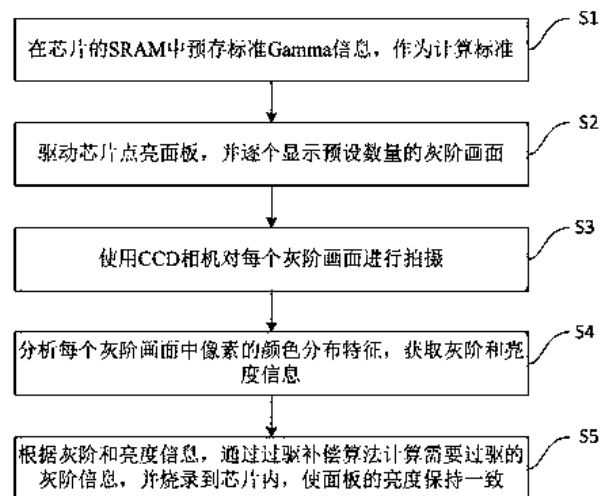 S1
在芯片的SRAM中预存标准Gamma信息，作为计算标准
S2
驱动芯片点亮面板，并逐个显示预设数量的灰阶画面
S3
使用CCD相机对每个灰阶画面进行拍摄
S4
分析每个灰阶画面中像素的颜色分布特征，获取灰阶和亮
度信息
S5
根据灰阶和亮度信息，通过过驱补偿算法计算需要过驱的
灰阶信息，并烧录到芯片内，使面板的亮度保持一致